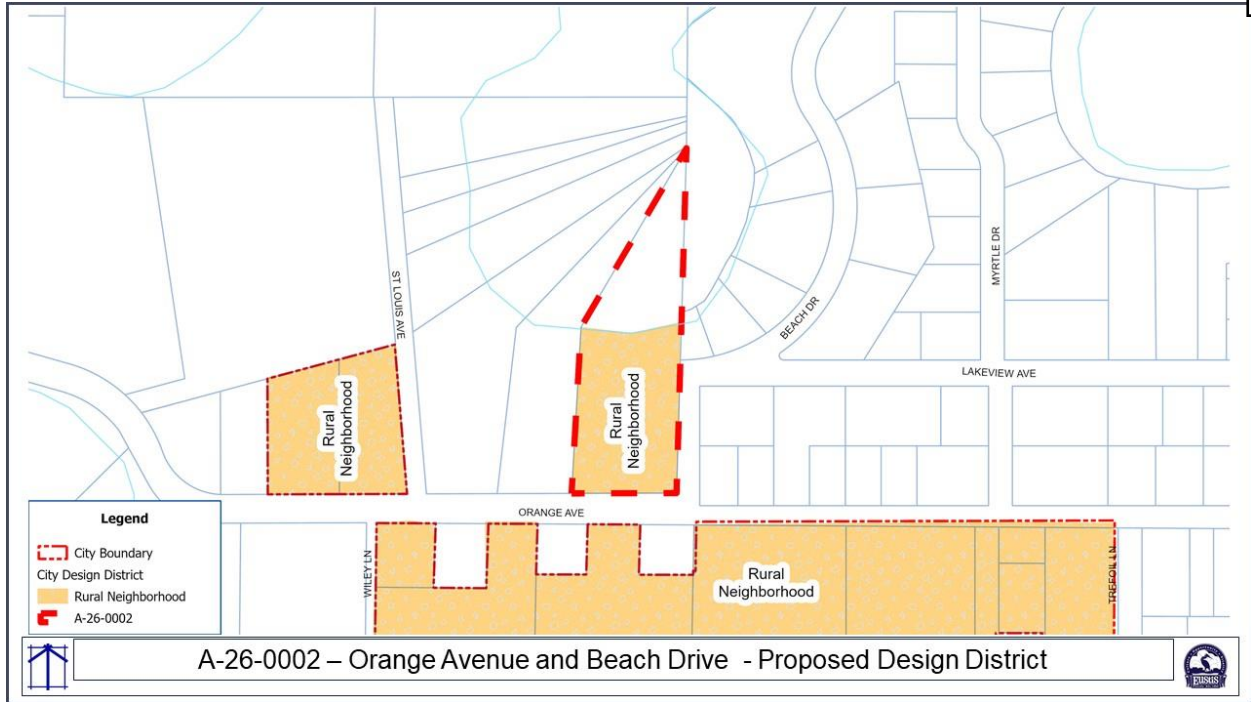 ST LOUIS AVE
BEACH DR
MYRTLE DR
LAKEVIEW AVE
Rural
Neighborhood
Rural
Neighborhood
ORANGE AVE
WILEY LN
Rural
Neighborhood
TREFOIL LN
Legend
City Boundary
City Design District
Rural Neighborhood
A-26-0002
A-26-0002 – Orange Avenue and Beach Drive - Proposed Design District
EUSTIS